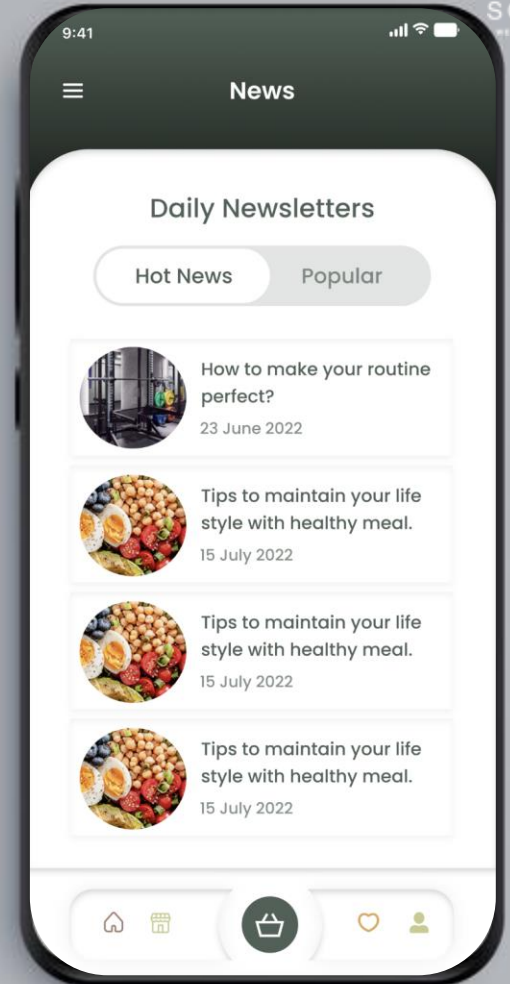 9:41
News
Daily Newsletters
Hot News
Popular
How to make your routine
perfect?
23 June 2022
Tips to maintain your life
style with healthy meal.
15 July 2022
Tips to maintain your life
style with healthy meal.
15 July 2022
Tips to maintain your life
style with healthy meal.
15 July 2022